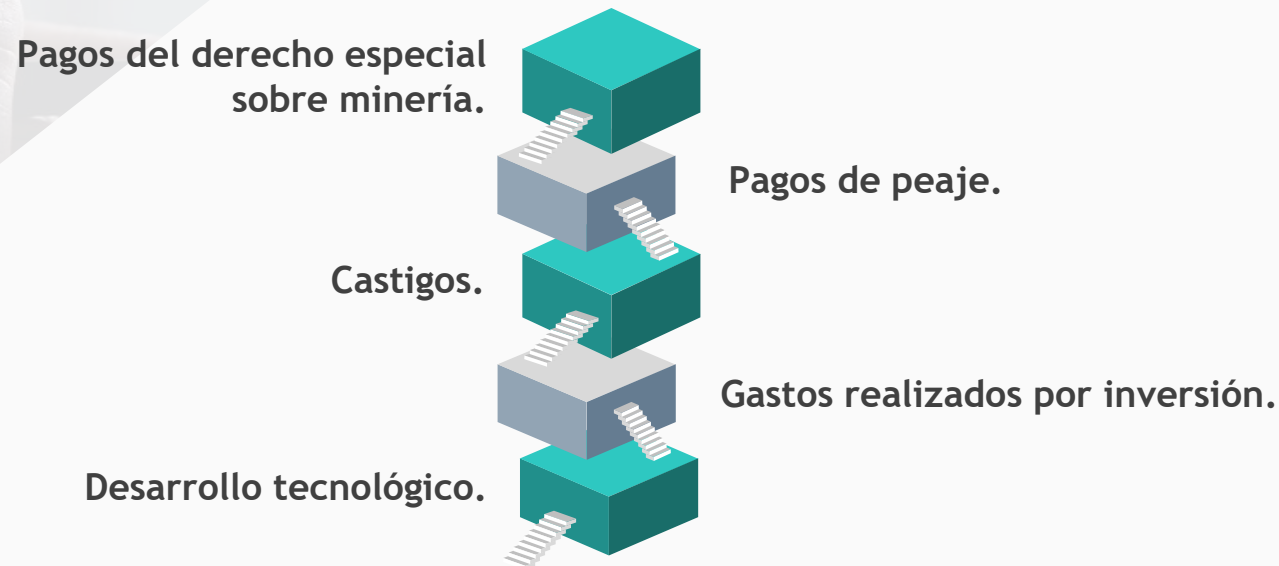 Pagos del derecho especial
sobre minería.
Pagos de peaje.
Castigos.
Gastos realizados por inversión.
Desarrollo tecnológico.